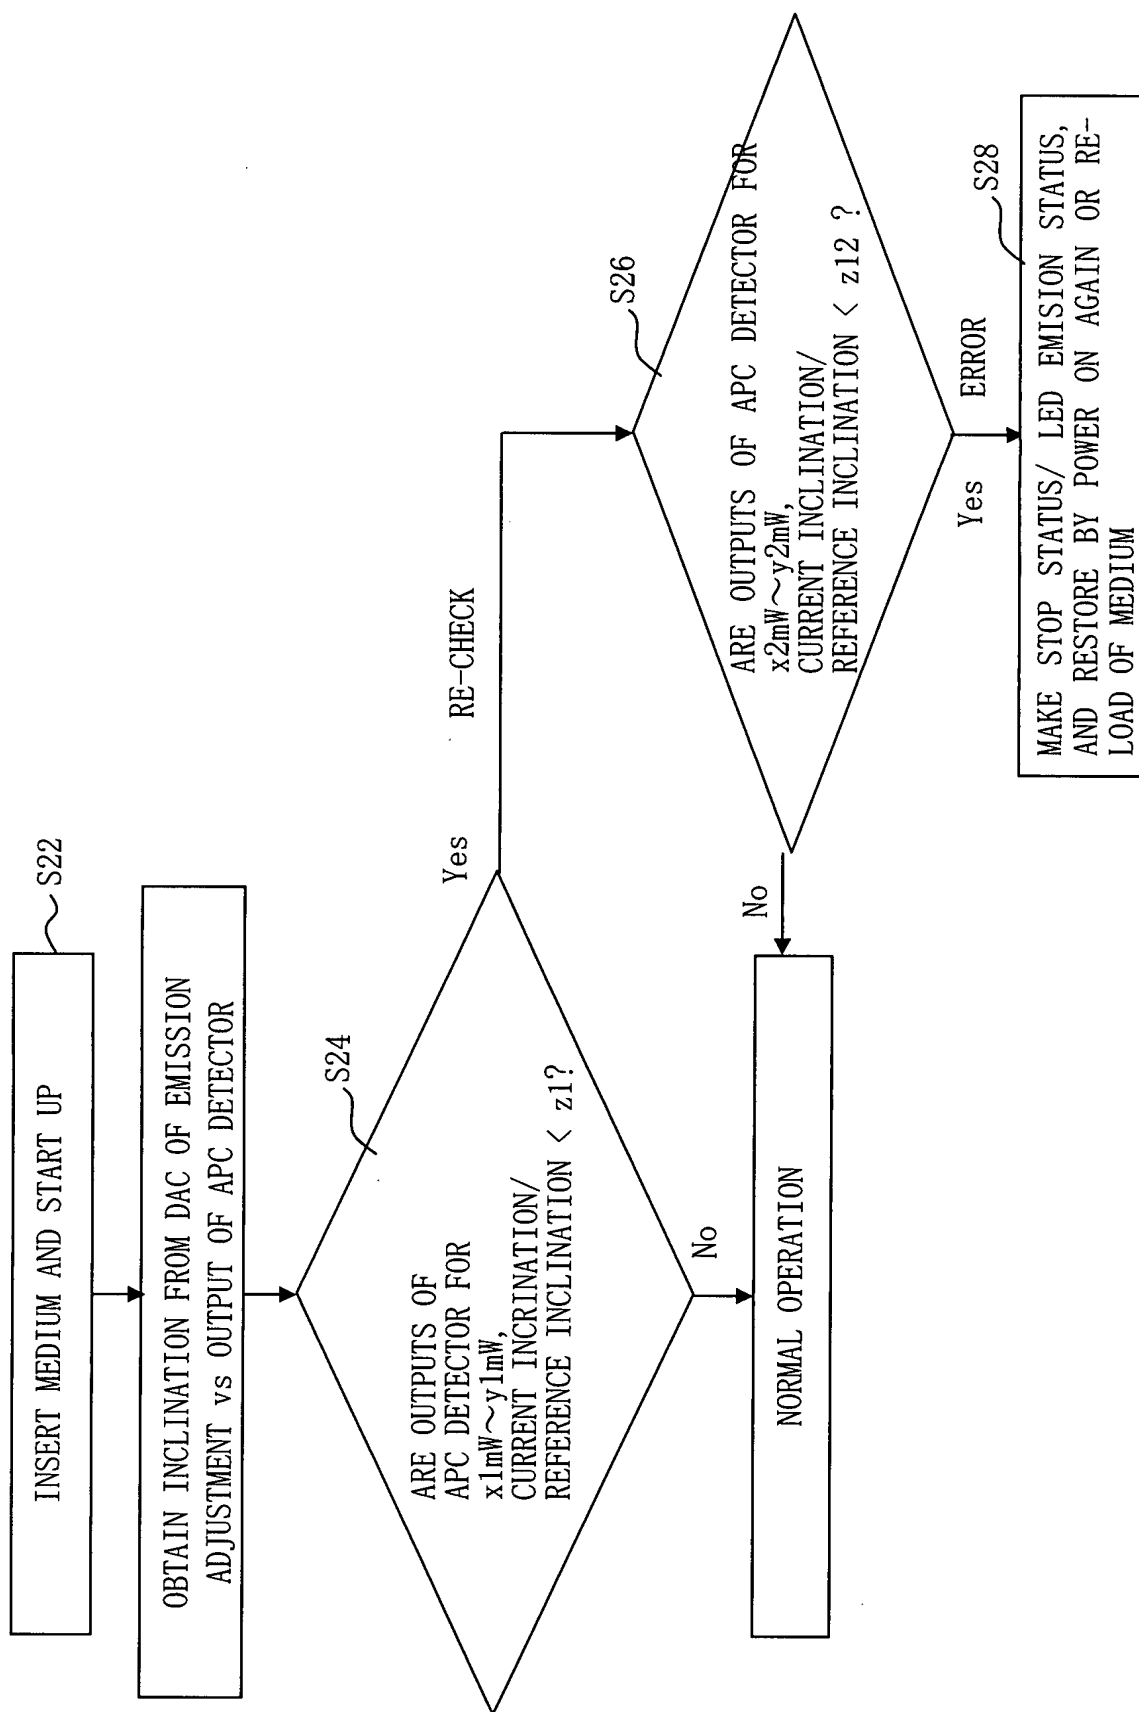 INSERT MEDIUM AND START UP
S22
OBTAIN INCLINATION FROM DAC OF EMISSION
ADJUSTMENT vs OUTPUT OF APC DETECTOR
S24
ARE OUTPUTS OF
APC DETECTOR FOR
x1mW～y1mW,
CURRENT INCRINATION/
REFERENCE INCLINATION < z1?
Yes
RE-CHECK
No
NORMAL OPERATION
S26
ARE OUTPUTS OF APC DETECTOR FOR
x2mW～y2mW,
CURRENT INCLINATION/
REFERENCE INCLINATION < z12 ?
No
Yes
ERROR
S28
MAKE STOP STATUS/ LED EMISION STATUS,
AND RESTORE BY POWER ON AGAIN OR RE-
LOAD OF MEDIUM